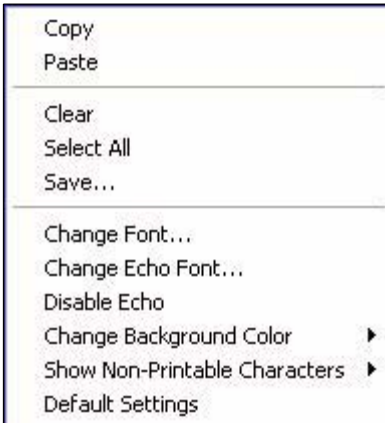 Copy
Paste
Clear
Select All
Save...
Change Font...
Change Echo Font...
Disable Echo
Change Background Color
Show Non-Printable Characters
Default Settings